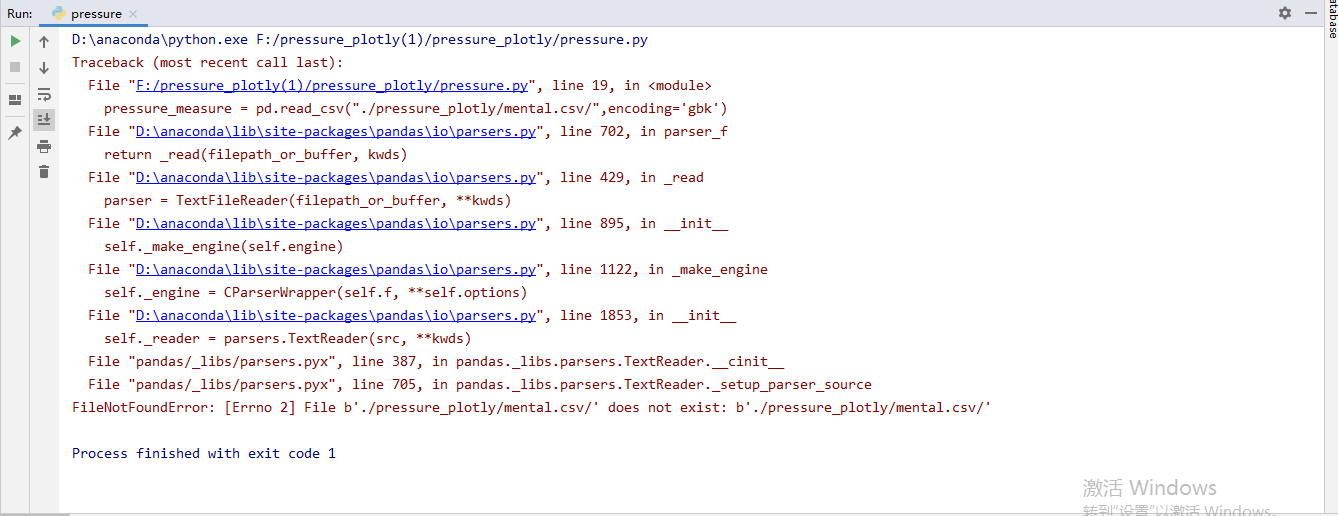 Run: pressure
D:\anaconda\python.exe F:/pressure_plotly(1)/pressure_plotly/pressure.py
Traceback (most recent call last):
File "F:/pressure_plotly(1)/pressure_plotly/pressure.py", line 19, in <module>
pressure_measure = pd.read_csv("./pressure_plotly/mental.csv/",encoding='gbk')
File "D:\anaconda\lib\site-packages\pandas\io\parsers.py", line 702, in parser_f
return _read(filepath_or_buffer, kwds)
File "D:\anaconda\lib\site-packages\pandas\io\parsers.py", line 429, in _read
parser = TextFileReader(filepath_or_buffer, **kwds)
File "D:\anaconda\lib\site-packages\pandas\io\parsers.py", line 895, in __init__
self._make_engine(self.engine)
File "D:\anaconda\lib\site-packages\pandas\io\parsers.py", line 1122, in _make_engine
self._engine = CParserWrapper(self.f, **self.options)
File "D:\anaconda\lib\site-packages\pandas\io\parsers.py", line 1853, in __init__
self._reader = parsers.TextReader(src, **kwds)
File "pandas/_libs/parsers.pyx", line 387, in pandas._libs.parsers.TextReader.__cinit__
File "pandas/_libs/parsers.pyx", line 705, in pandas._libs.parsers.TextReader._setup_parser_source
FileNotFoundError: [Errno 2] File b'./pressure_plotly/mental.csv/' does not exist: b'./pressure_plotly/mental.csv/'
Process finished with exit code 1
激活 Windows
转到"设置"以激活 Windows。
atabase